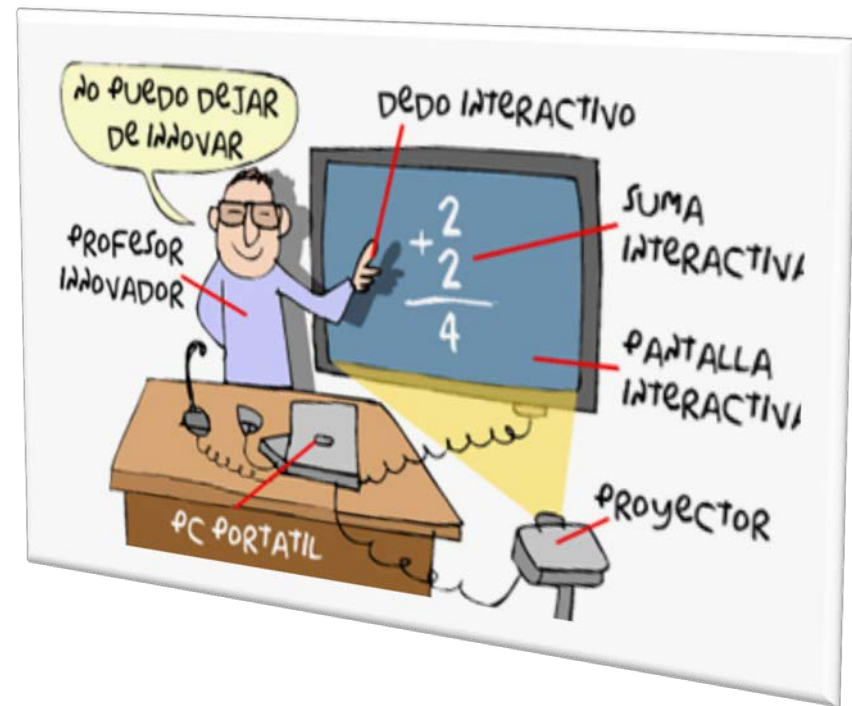 NO PUEDO DEJAR
DE INNOVAR
DEDO INTERACTIVO
SUMA
INTERACTIVA
PROFESOR
INNOVADOR
+ 2
2
4
PANTALLA
INTERACTIVA
PROYECTOR
PC PORTATIL